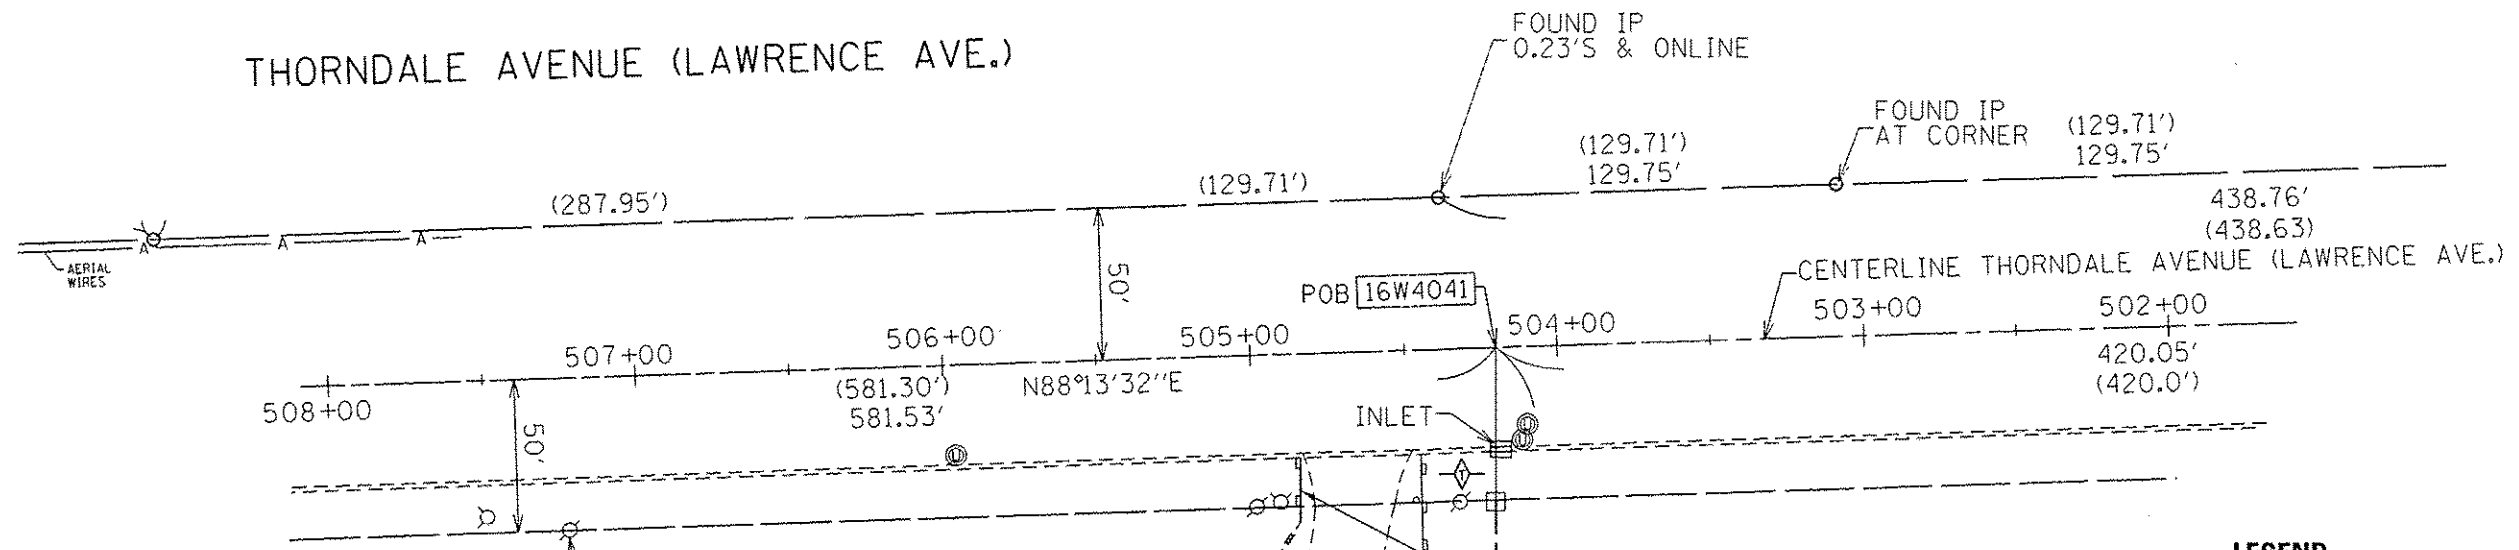 THORNDALE AVENUE (LAWRENCE AVE.)
FOUND IP
0.23'S & ONLINE
FOUND IP
AT CORNER
(129.71')
129.75'
(129.71')
129.75'
(129.71')
(287.95')
438.76'
(438.63)
A
A
A
AERIAL
WIRES
50'
POB 16W4041
CENTERLINE THORNDALE AVENUE (LAWRENCE AVE.)
508+00
507+00
506+00
505+00
504+00
503+00
502+00
(581.30')
581.53'
N88°13'32"E
420.05'
(420.0')
50'
INLET
U
U
U
T
LEGEND